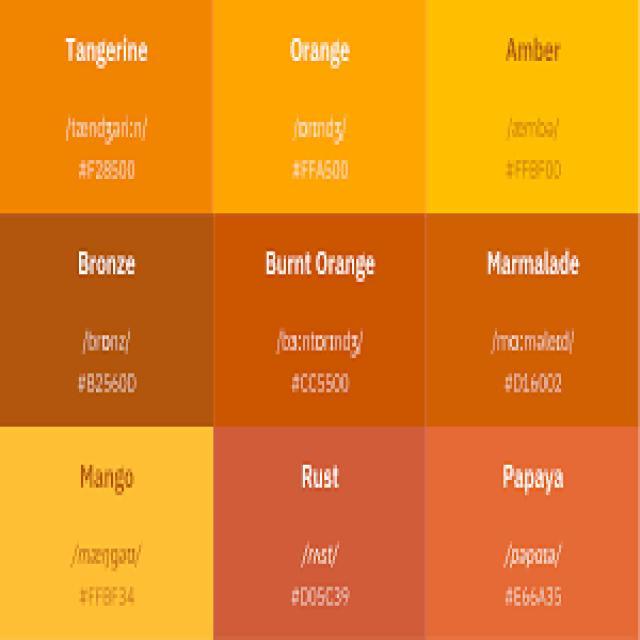 Tangerine
/tændʒəriːn/
#F28500
Orange
/ɒrɪndʒ/
#FFA500
Amber
/æmbə/
#FFBF00
Bronze
/brɒnz/
#B2560D
Burnt Orange
/bɜːntɒrɪndʒ/
#CC5500
Marmalade
/mɑːməleɪd/
#D16002
Mango
/mæŋgəʊ/
#FFBF34
Rust
/rʌst/
#D05C39
Papaya
#E66A35